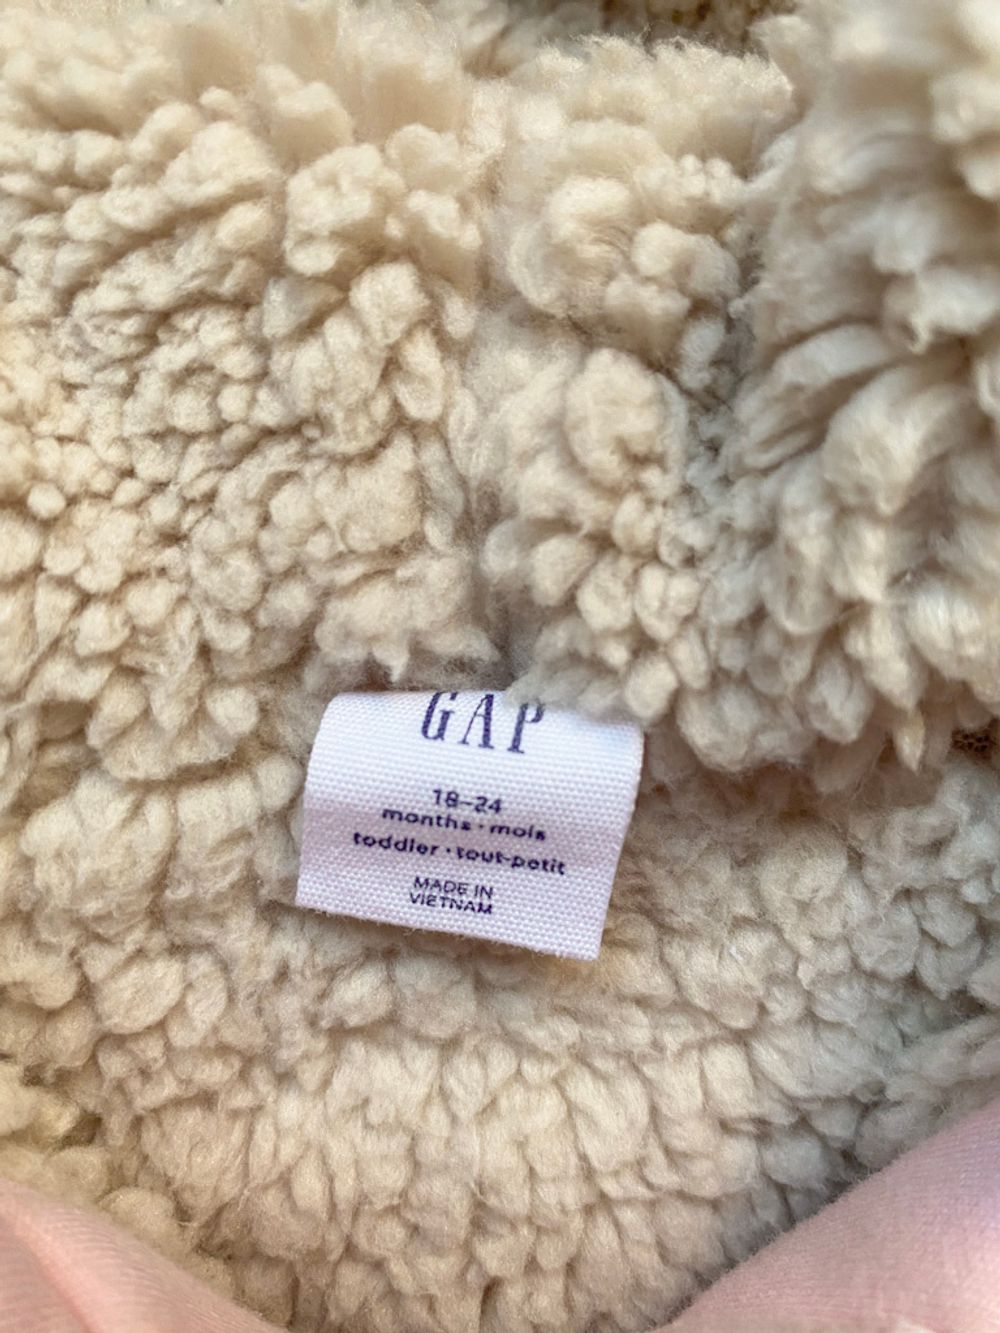 GAP
18-24
months · mois
toddler · tout-petit
MADE IN
VIETNAM